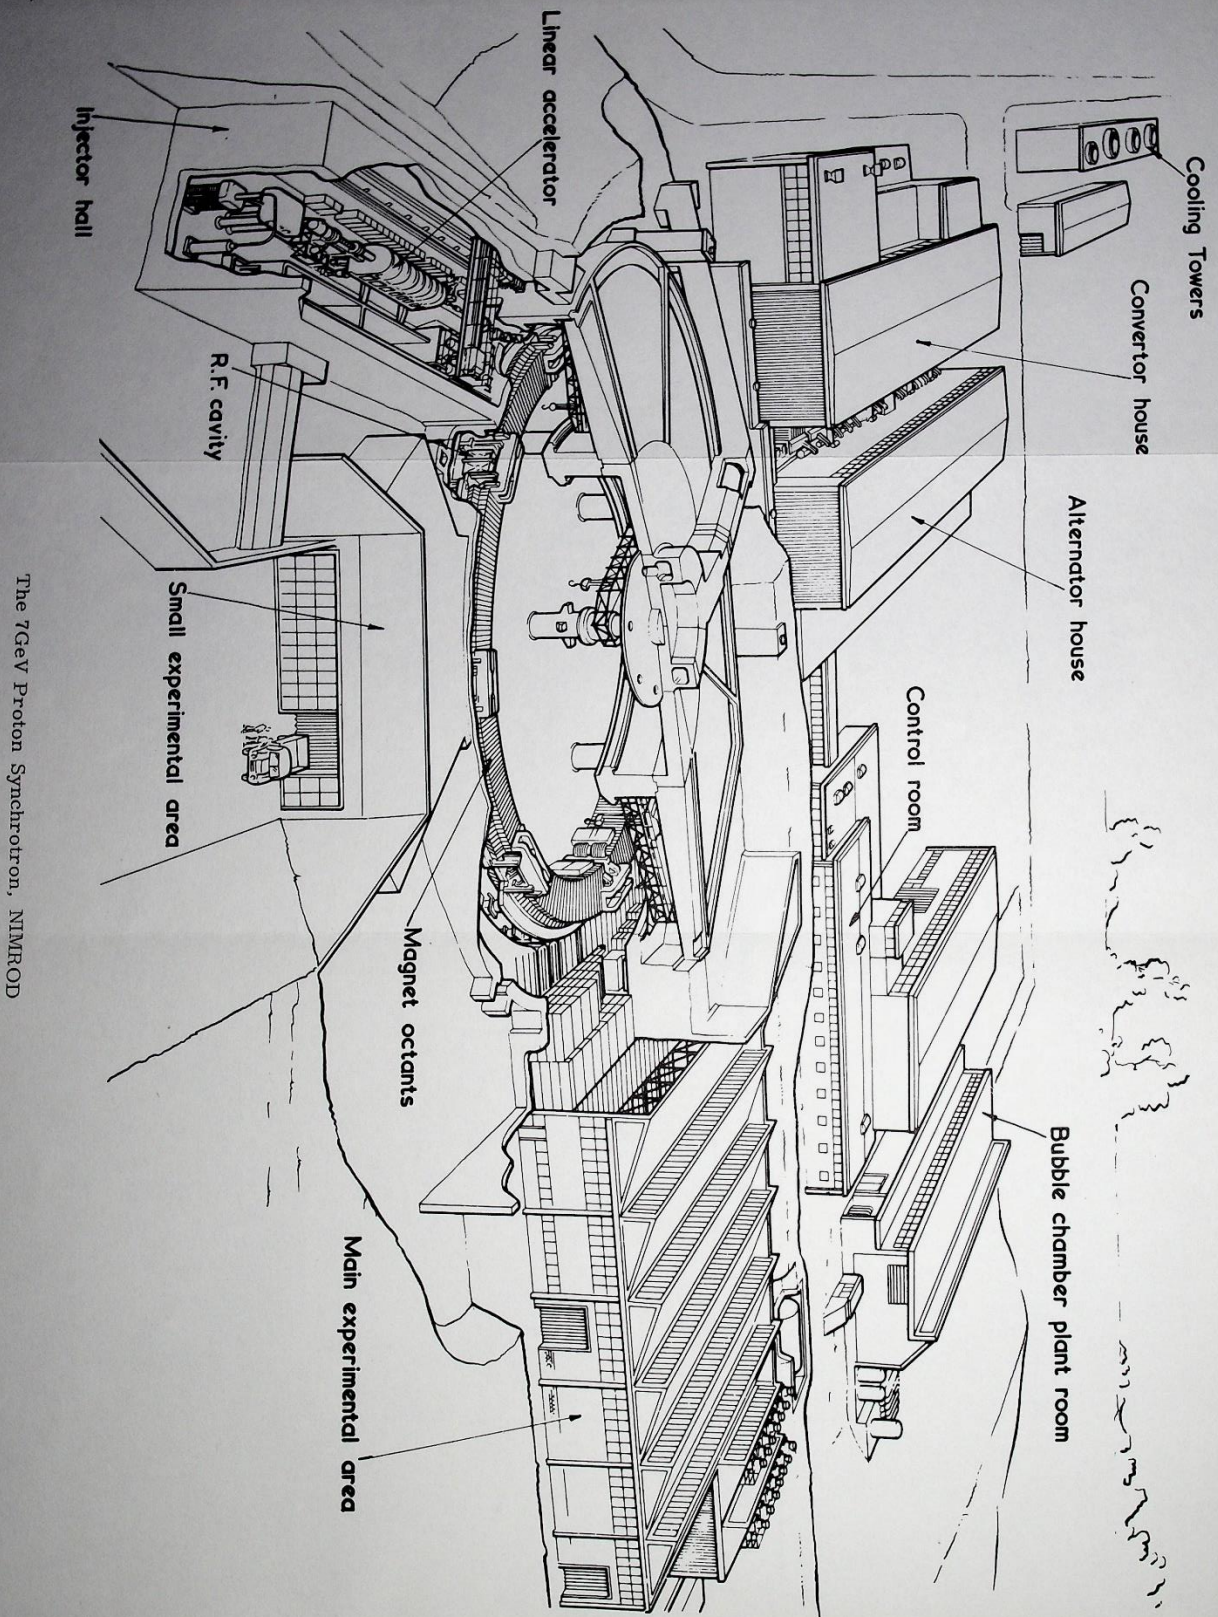 Cooling Towers
Convertor house
Alternator house
Control room
Bubble chamber plant room
Linear accelerator
Injector hall
R.F. cavity
Small experimental area
Magnet octants
Main experimental area
The 7GeV Proton Synchrotron, NIMROD